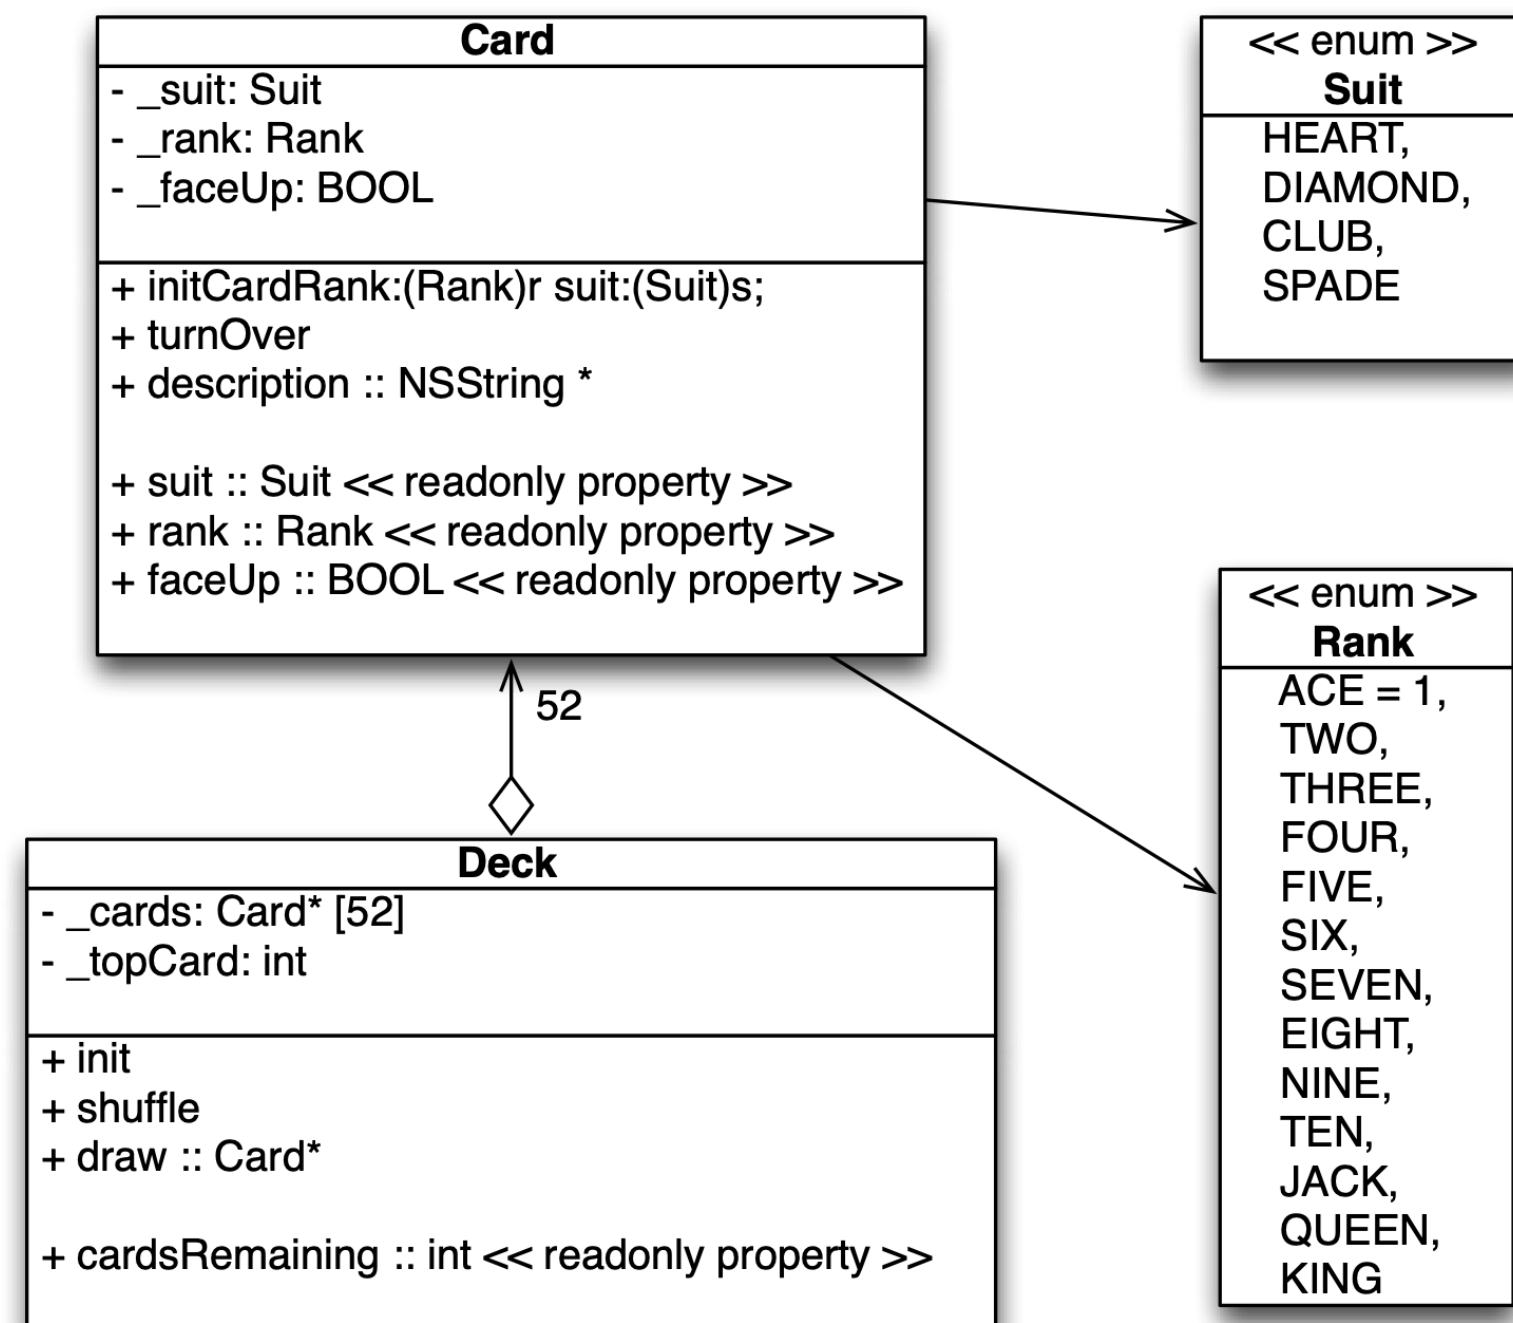 Card
- _suit: Suit
- _rank: Rank
- _faceUp: BOOL
+ initCardRank:(Rank)r suit:(Suit)s;
+ turnOver
+ description :: NSString *
+ suit :: Suit << readonly property >>
+ rank :: Rank << readonly property >>
+ faceUp :: BOOL << readonly property >>
<< enum >>
Suit
HEART,
DIAMOND,
CLUB,
SPADE
52
Deck
- _cards: Card* [52]
- _topCard: int
+ init
+ shuffle
+ draw :: Card*
+ cardsRemaining :: int << readonly property >>
<< enum >>
Rank
ACE = 1,
TWO,
THREE,
FOUR,
FIVE,
SIX,
SEVEN,
EIGHT,
NINE,
TEN,
JACK,
QUEEN,
KING